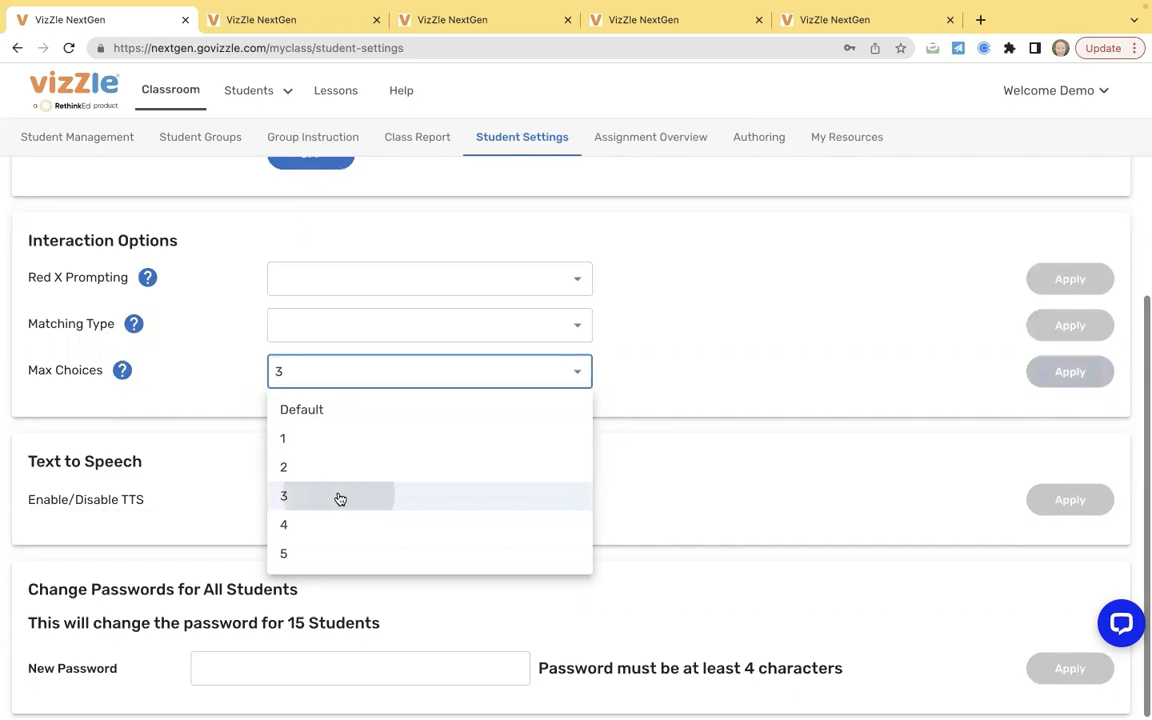 VizZle NextGen
VizZle NextGen
VizZle NextGen
VizZle NextGen
VizZle NextGen
https://nextgen.govizzle.com/myclass/student-settings
Update
vizZle
a RethinkEd product
Classroom
Students
Lessons
Help
Welcome Demo
Student Management
Student Groups
Group Instruction
Class Report
Student Settings
Assignment Overview
Authoring
My Resources
Interaction Options
Red X Prompting ?
Apply
Matching Type ?
Apply
Max Choices ?
3
Apply
Default
1
2
3
4
5
Text to Speech
Enable/Disable TTS
Apply
Change Passwords for All Students
This will change the password for 15 Students
New Password
Password must be at least 4 characters
Apply